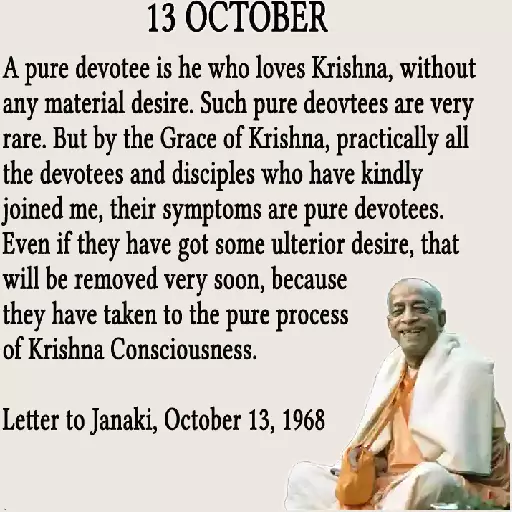 13 OCTOBER
A pure devotee is he who loves Krishna, without
any material desire. Such pure deovtees are very
rare. But by the Grace of Krishna, practically all
the devotees and disciples who have kindly
joined me, their symptoms are pure devotees.
Even if they have got some ulterior desire, that
will be removed very soon, because
they have taken to the pure process
of Krishna Consciousness.
Letter to Janaki, October 13, 1968